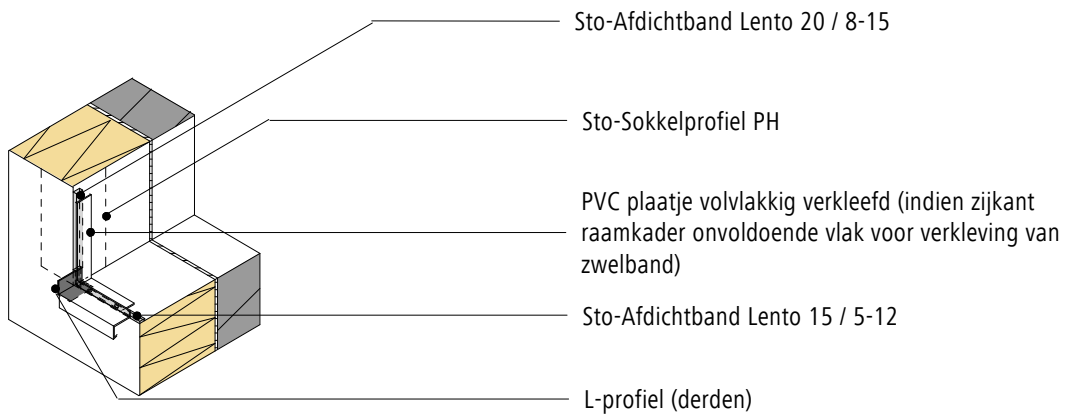 Sto-Afdichtband Lento 20 / 8-15
Sto-Sokkelprofiel PH
PVC plaatje volvlakkig verkleefd (indien zijkant
raamkader onvoldoende vlak voor verkleving van
zwelband)
Sto-Afdichtband Lento 15 / 5-12
L-profiel (derden)